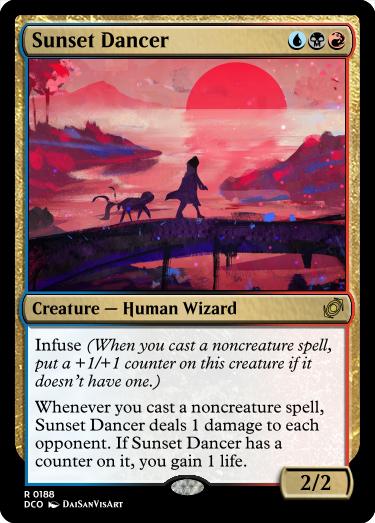 Sunset Dancer
Creature — Human Wizard
Infuse (When you cast a noncreature spell,
put a +1/+1 counter on this creature if it
doesn't have one.)
Whenever you cast a noncreature spell,
Sunset Dancer deals 1 damage to each
opponent. If Sunset Dancer has a
counter on it, you gain 1 life.
2/2
R 0188
DCO DaiSanVisArt